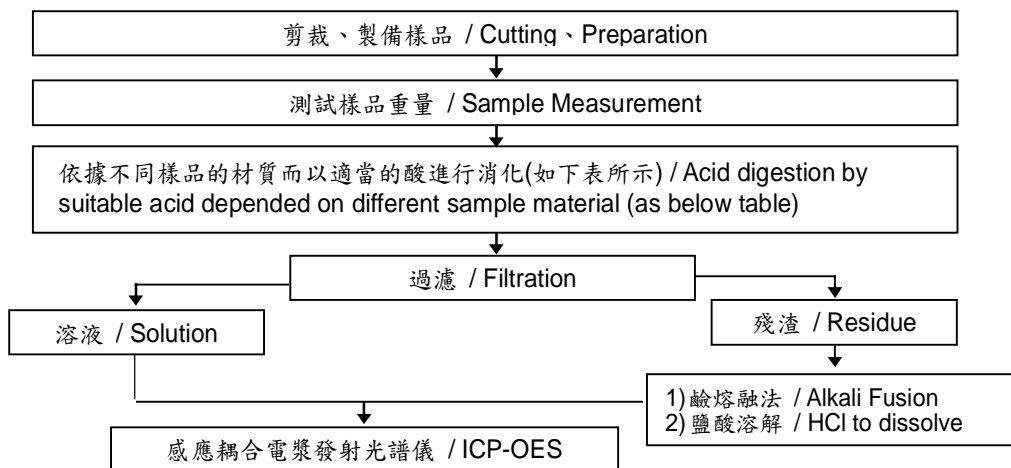 剪裁、製備樣品 / Cutting、Preparation
測試樣品重量 / Sample Measurement
依據不同樣品的材質而以適當的酸進行消化(如下表所示) / Acid digestion by
suitable acid depended on different sample material (as below table)
過濾 / Filtration
溶液 / Solution
殘渣 / Residue
1)鹼熔融法 / Alkali Fusion
2)鹽酸溶解 / HCl to dissolve
感應耦合電漿發射光譜儀 / ICP-OES